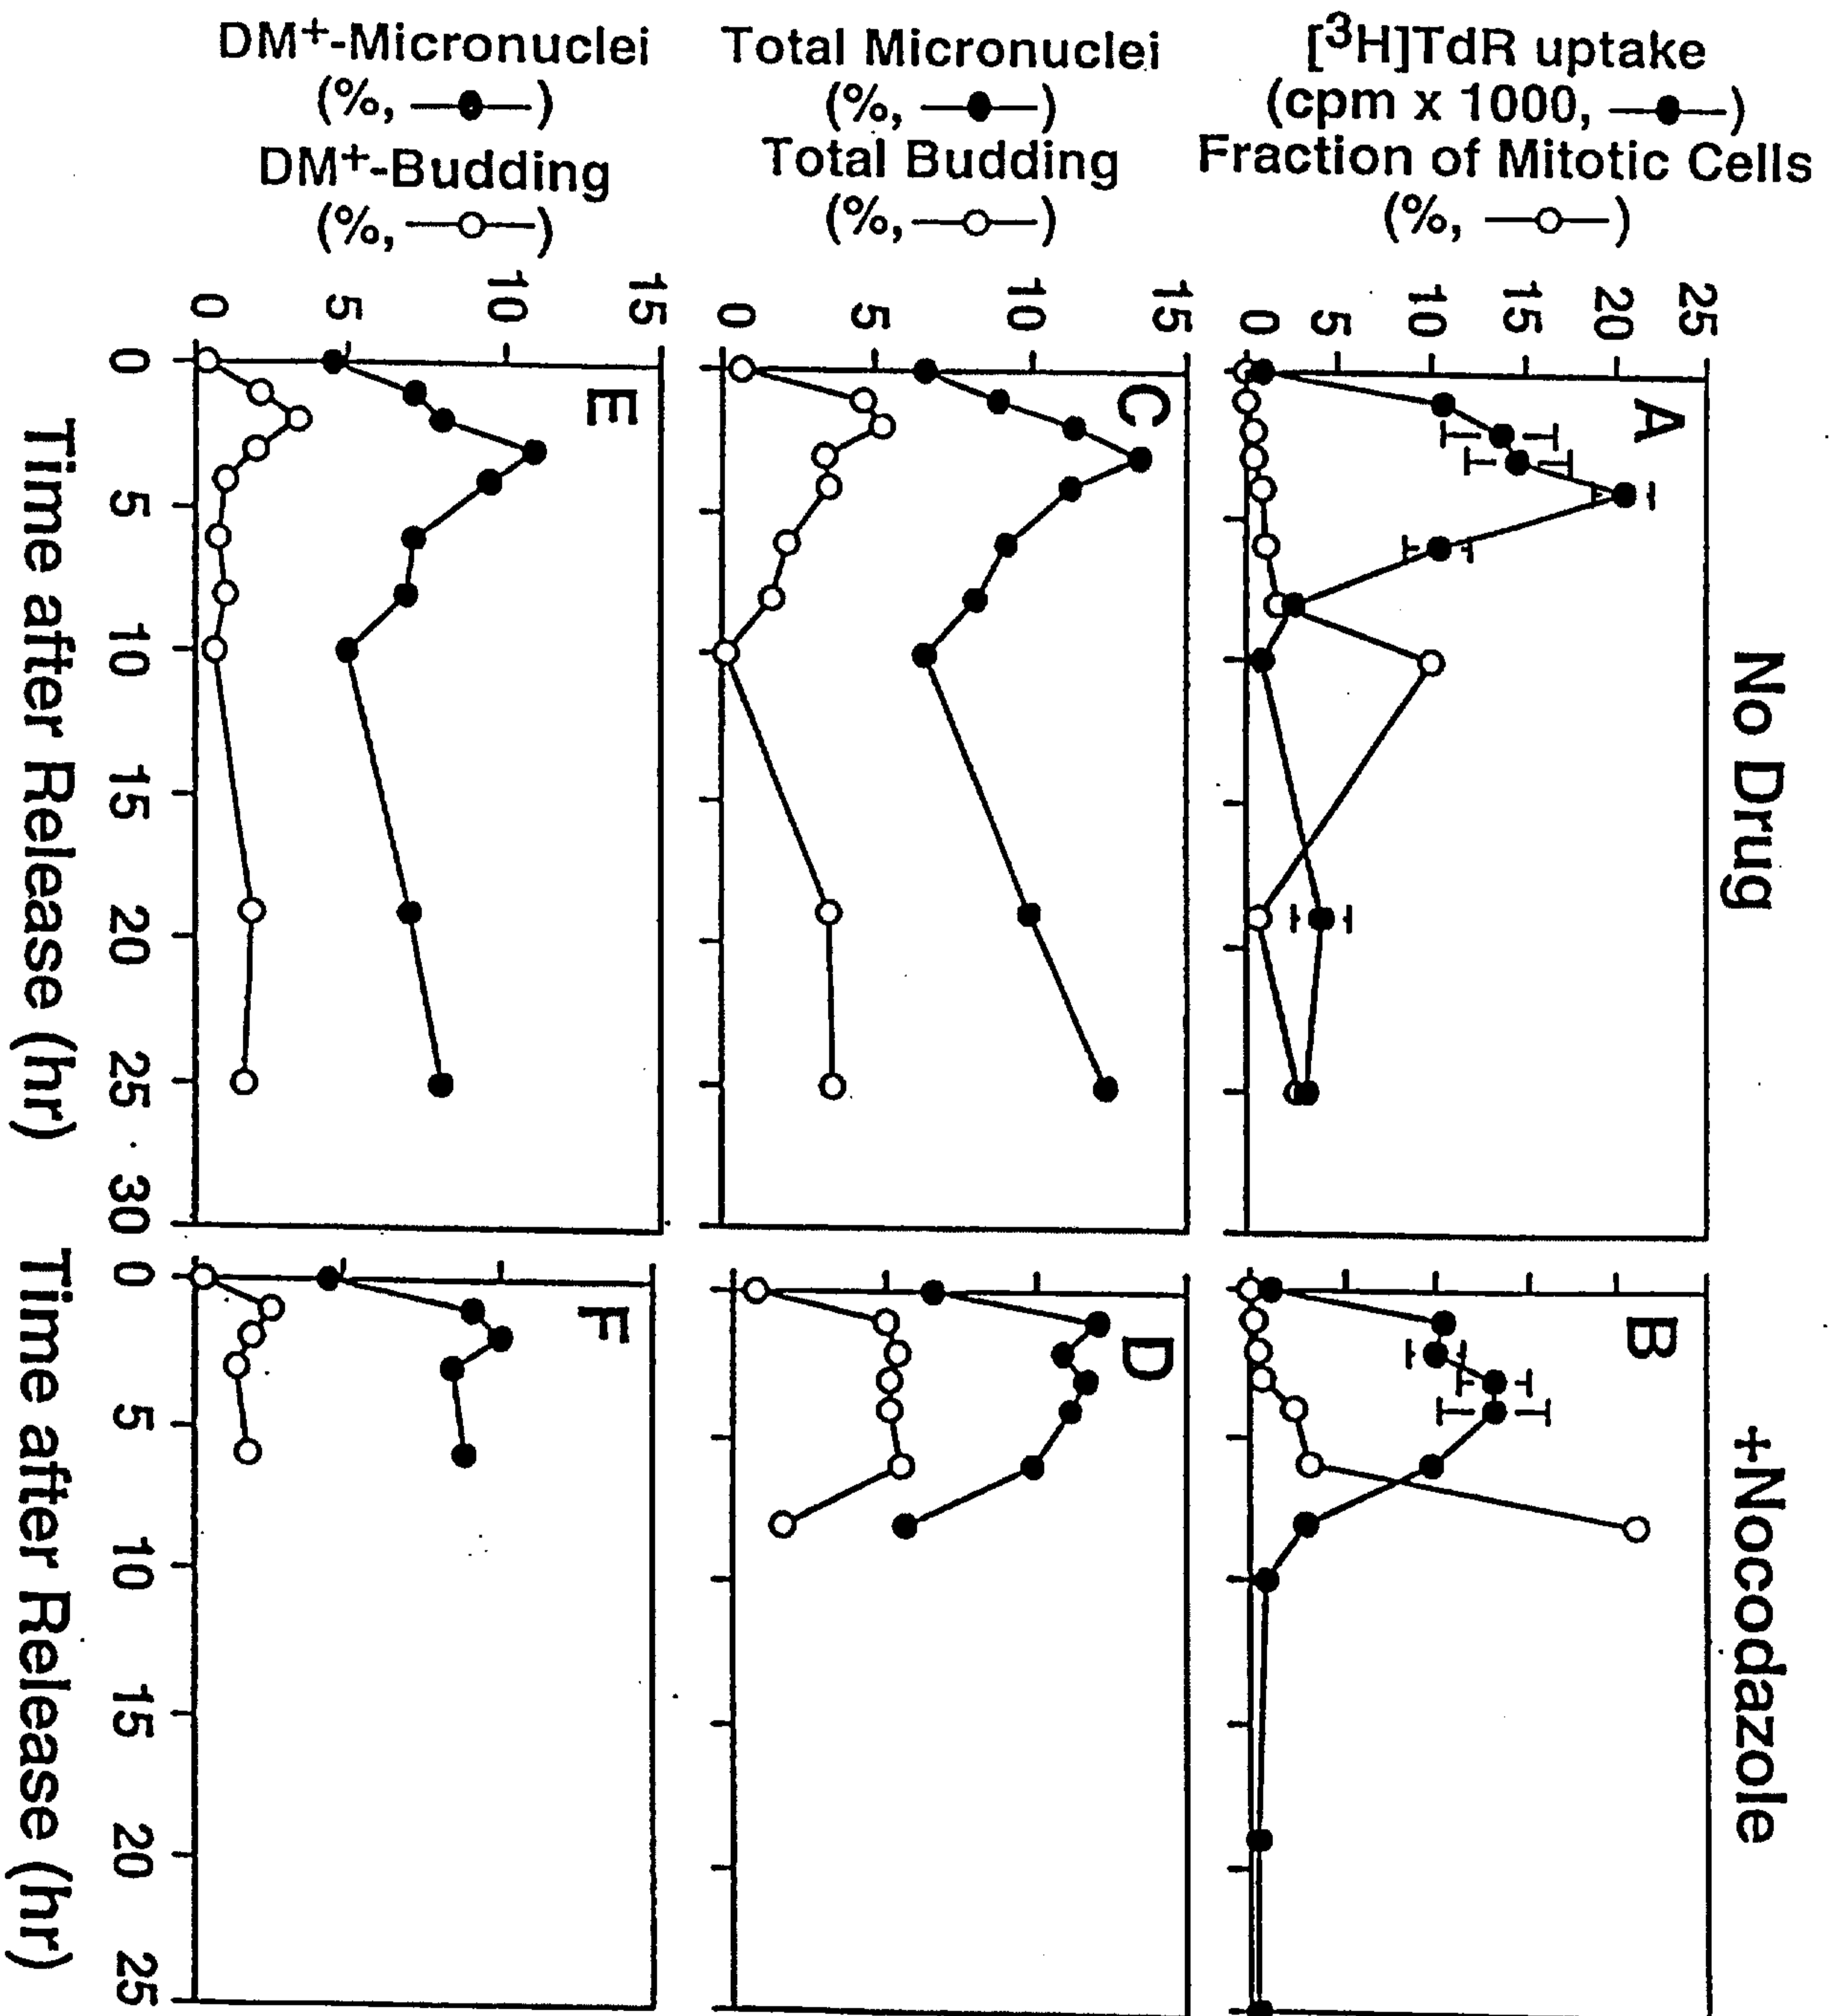 DM⁺-Micronuclei
(%, —●—)
DM⁺-Budding
(%, —○—)
Total Micronuclei
(%, —●—)
Total Budding
(%, —○—)
[³H]TdR uptake
(cpm x 1000, —●—)
Fraction of Mitotic Cells
(%, —○—)
No Drug
+Nocodazole
0 5 10 15 20 25
A
B
0 5 10 15
C
D
0 5 10 15
E
F
0 5 10 15 20 25 30
0 5 10 15 20 25
Time after Release (hr)
Time after Release (hr)